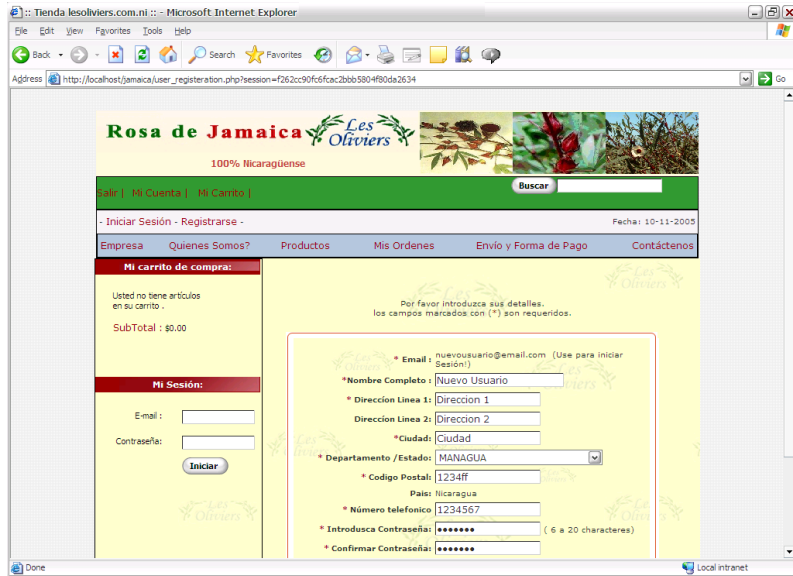 :: Tienda lesoliviers.com.ni :: - Microsoft Internet Explorer
File Edit View Favorites Tools Help
Back Search Favorites
Address http://localhost/jamaica/user_registeration.php?session=f262cc90fc6fcac2bbb5804f80da2634 Go
Rosa de Jamaica Les Oliviers
100% Nicaragüense
Salir | Mi Cuenta | Mi Carrito |
Buscar
- Iniciar Sesión - Registrarse - Fecha: 10-11-2005
Empresa Quienes Somos? Productos Mis Ordenes Envío y Forma de Pago Contáctenos
Mi carrito de compra:
Usted no tiene artículos
en su carrito .
SubTotal : $0.00
Mi Sesión:
E-mail :
Contraseña:
Iniciar
Les Oliviers
Por favor introduzca sus detalles.
los campos marcados con (*) son requeridos.
* Email : nuevousuario@email.com (Use para iniciar
Sesión!)
*Nombre Completo : Nuevo Usuario
* Direccíon Linea 1: Direccion 1
Direccíon Linea 2: Direccion 2
*Ciudad: Ciudad
* Departamento /Estado: MANAGUA
* Codigo Postal: 1234ff
Pais: Nicaragua
* Número telefonico 1234567
* Introdusca Contraseña: ●●●●●●● ( 6 a 20 characteres)
* Confirmar Contraseña: ●●●●●●●
Done Local intranet